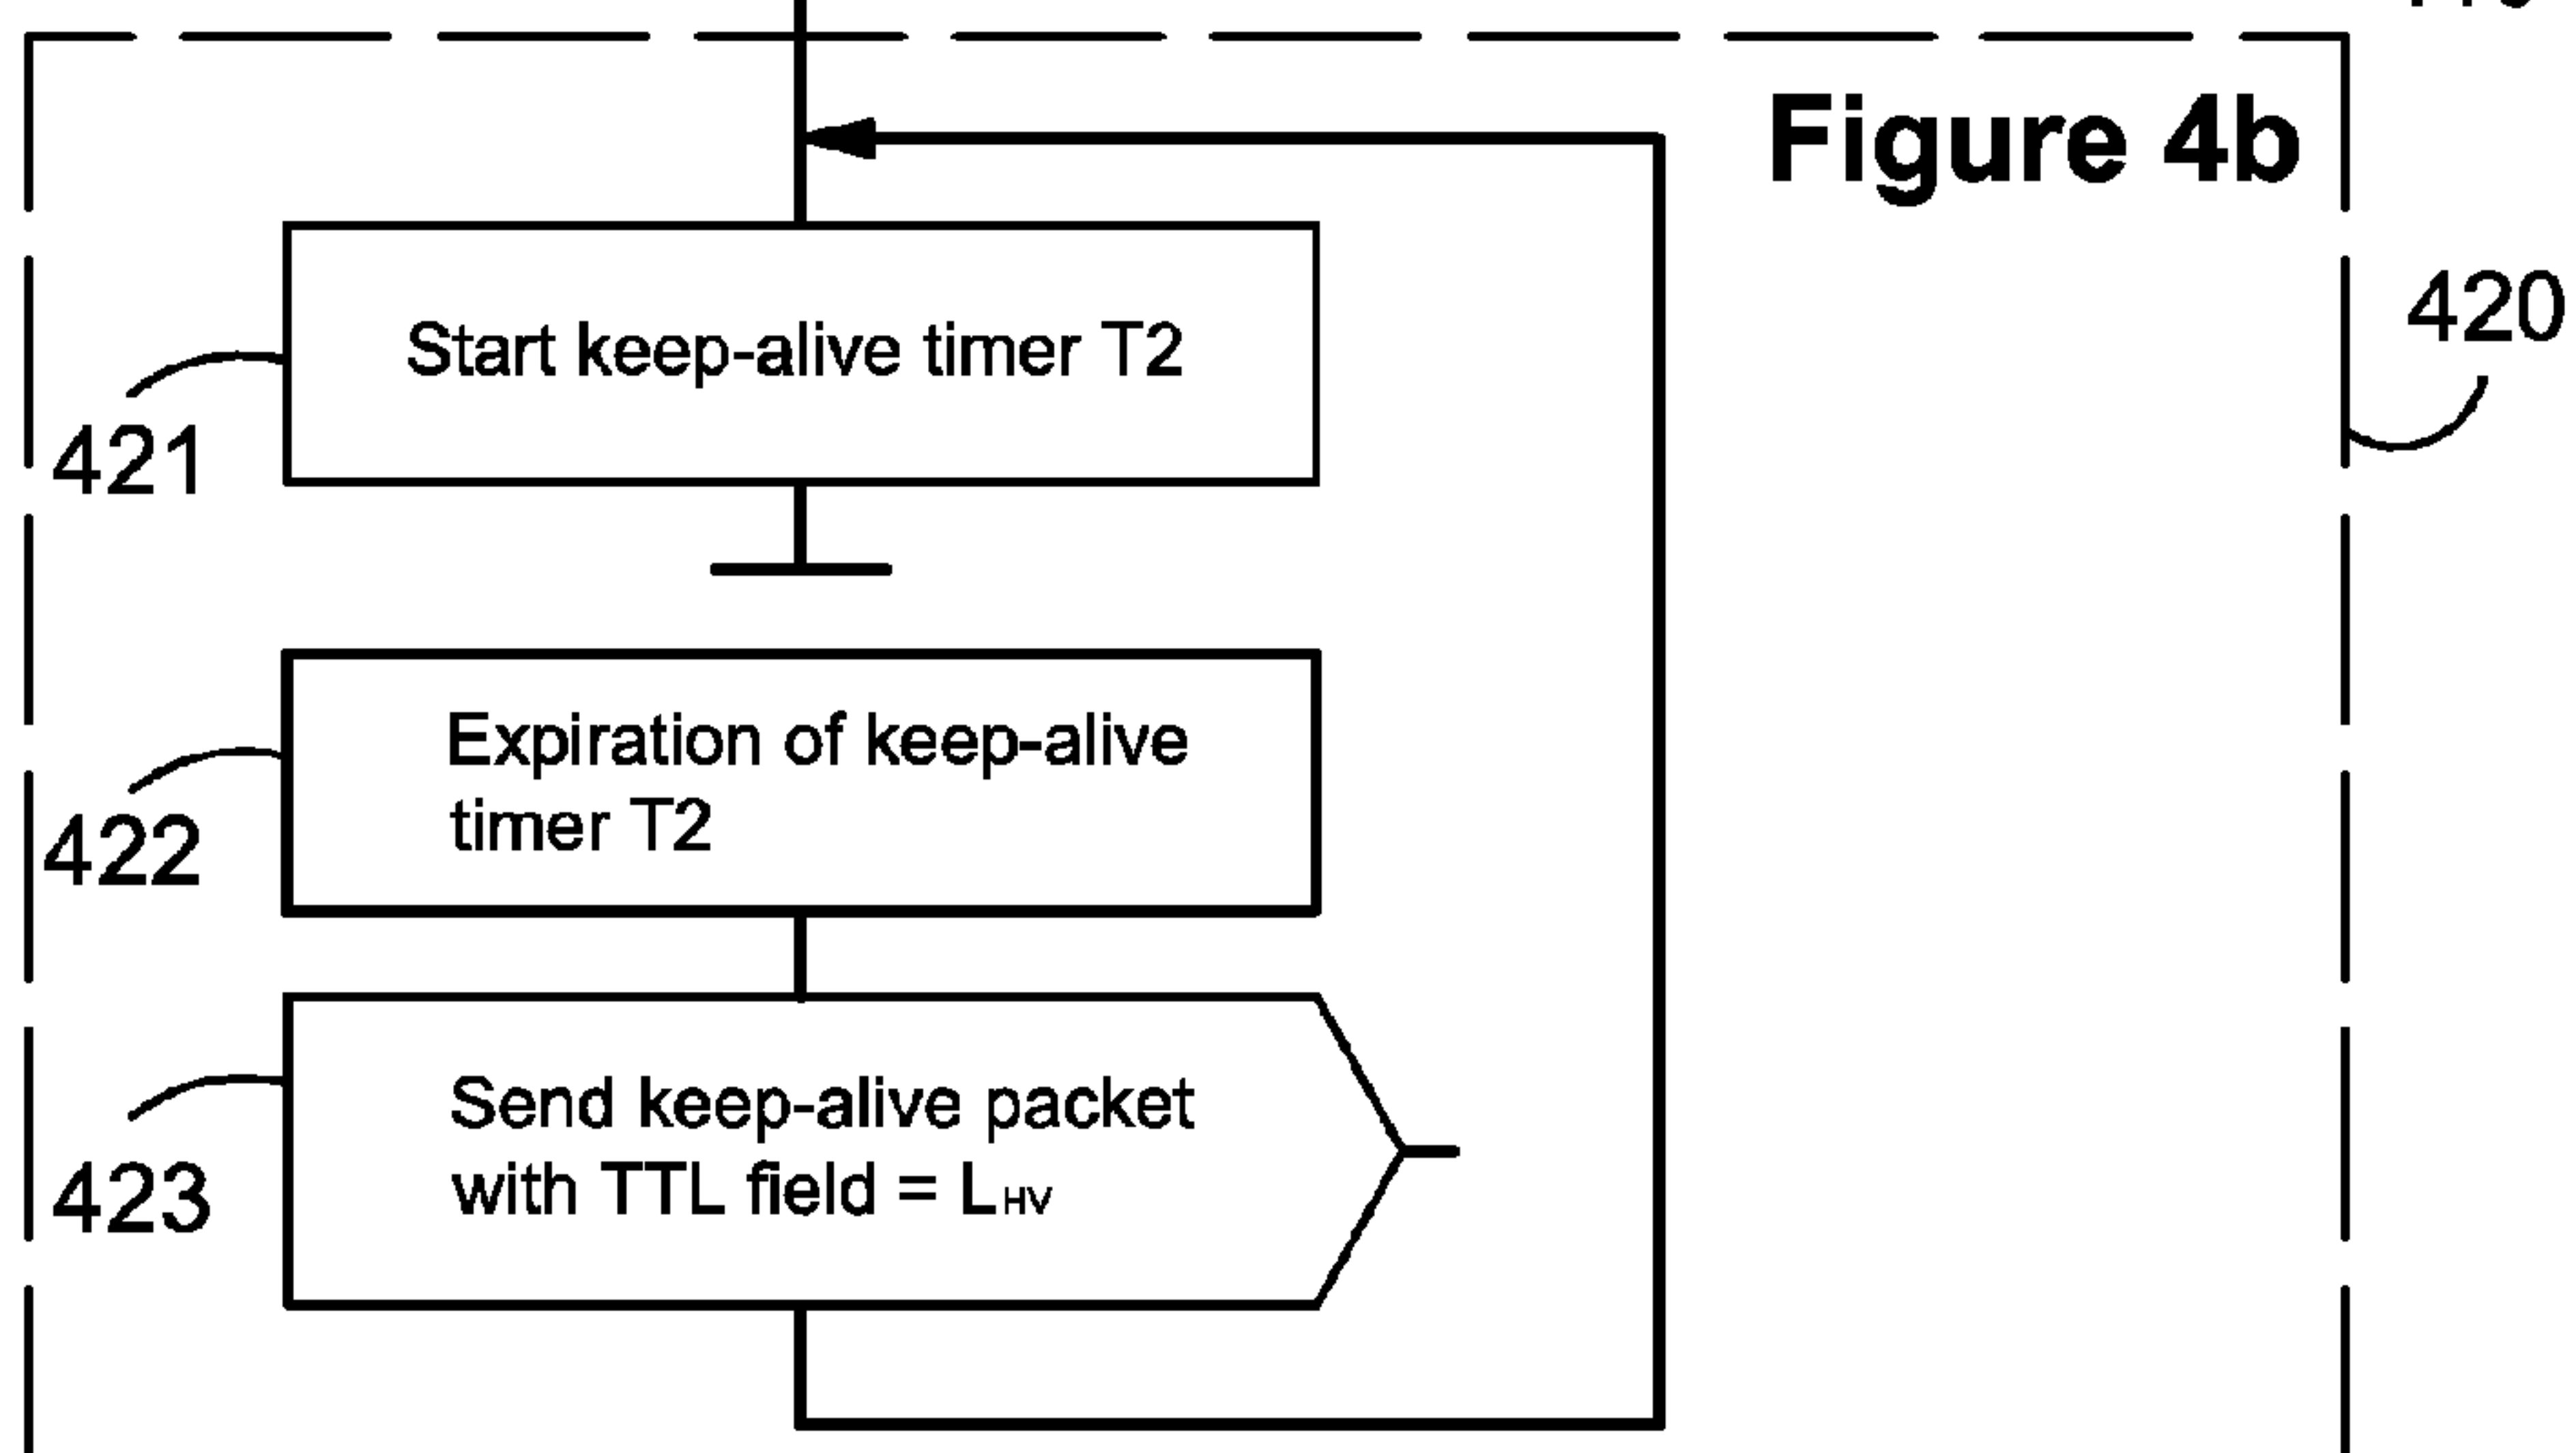 Figure 4b
420
Start keep-alive timer T2
421
Expiration of keep-alive
timer T2
422
Send keep-alive packet
with TTL field = LHV
423